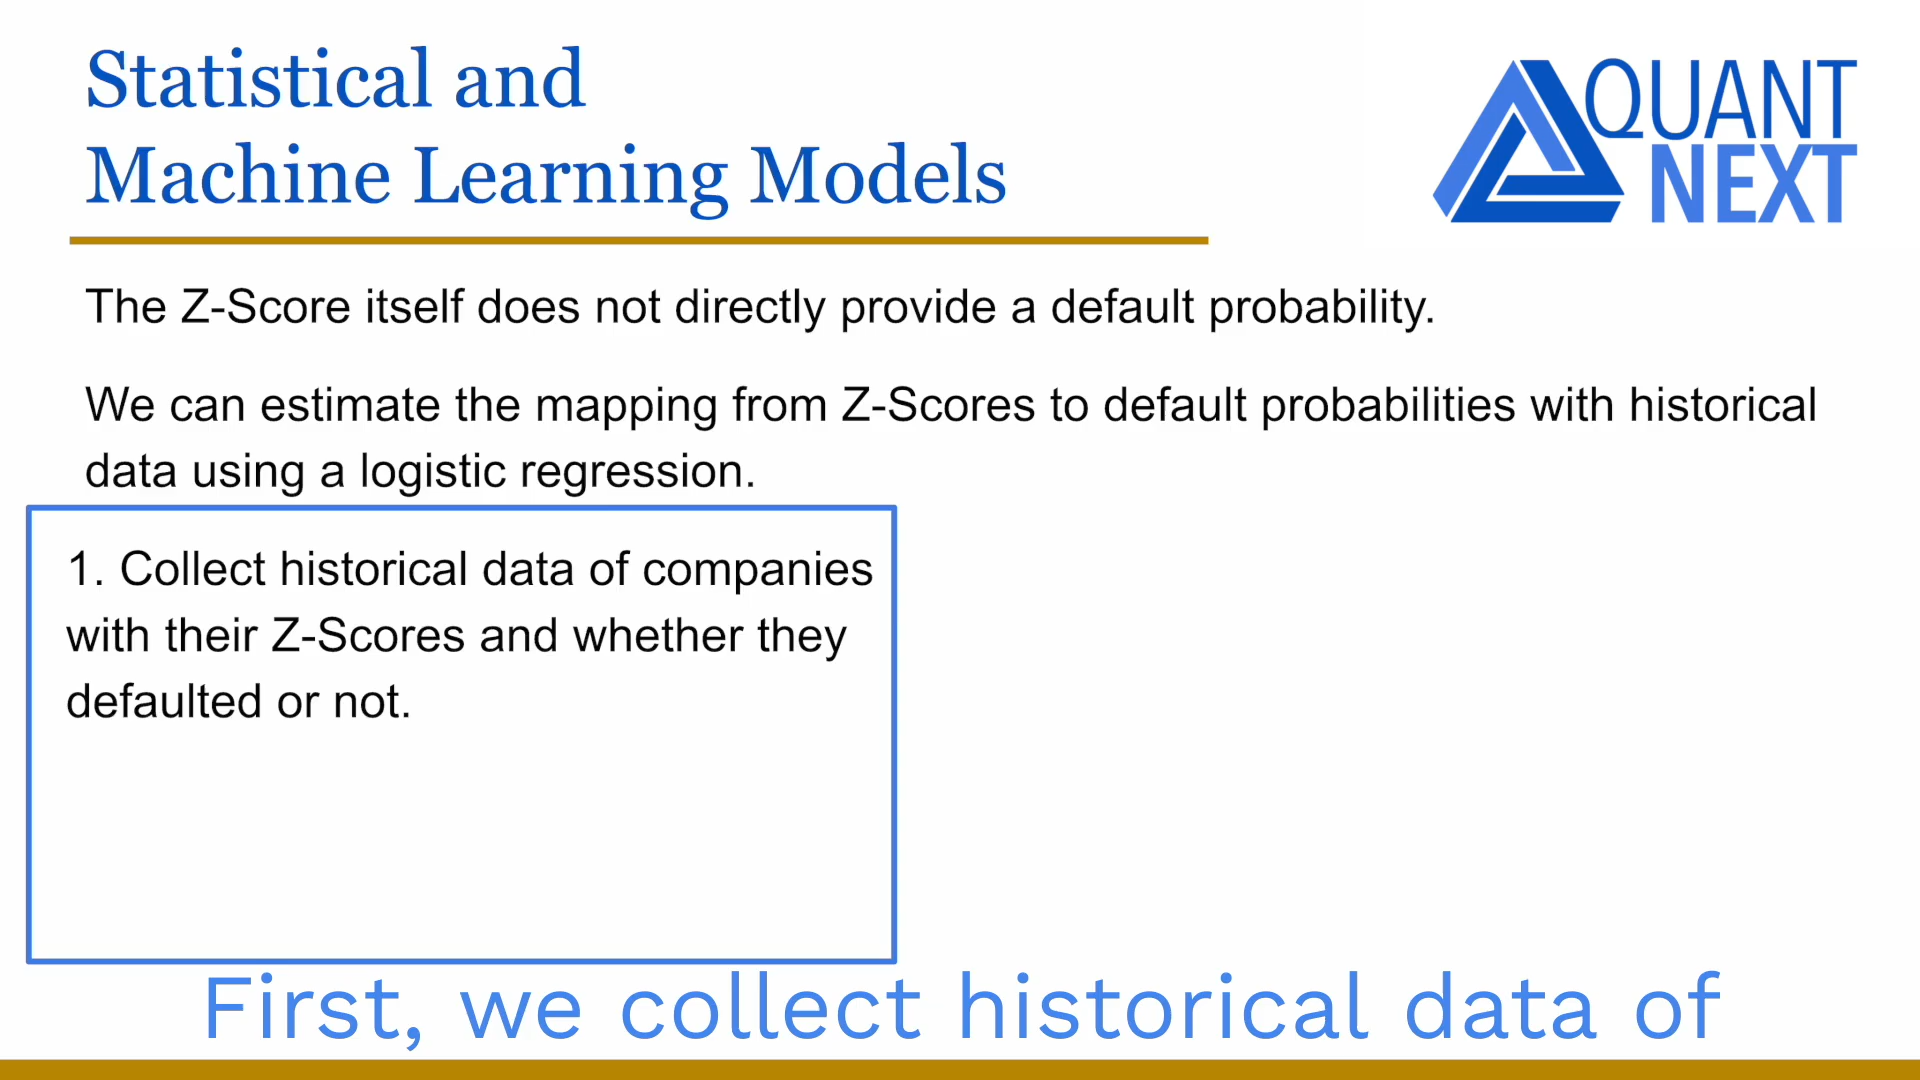 Statistical and
Machine Learning Models
QUANT
NEXT
The Z-Score itself does not directly provide a default probability.
We can estimate the mapping from Z-Scores to default probabilities with historical
data using a logistic regression.
1. Collect historical data of companies
with their Z-Scores and whether they
defaulted or not.
First, we collect historical data of